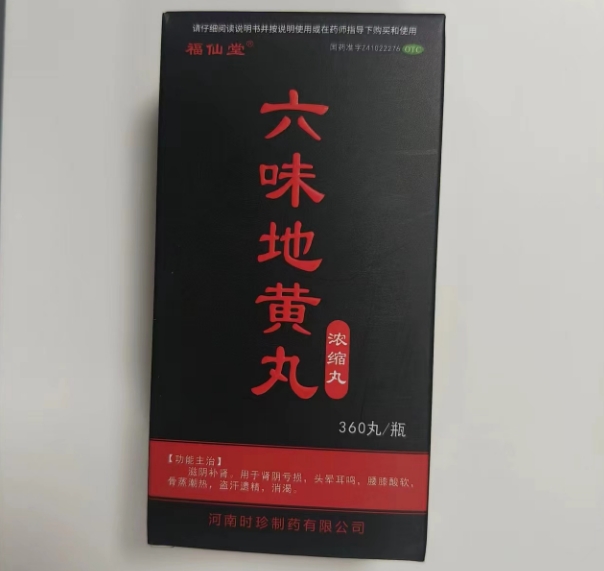 请仔细阅读说明书并按说明使用或在药师指导下购买和使用
福仙堂®
国药准字Z41022276 OTC
六味地黄丸
浓缩丸
360丸/瓶
【功能主治】
滋阴补肾。用于肾阴亏损，头晕耳鸣，腰膝酸软，
骨蒸潮热，盗汗遗精，消渴。
河南时珍制药有限公司